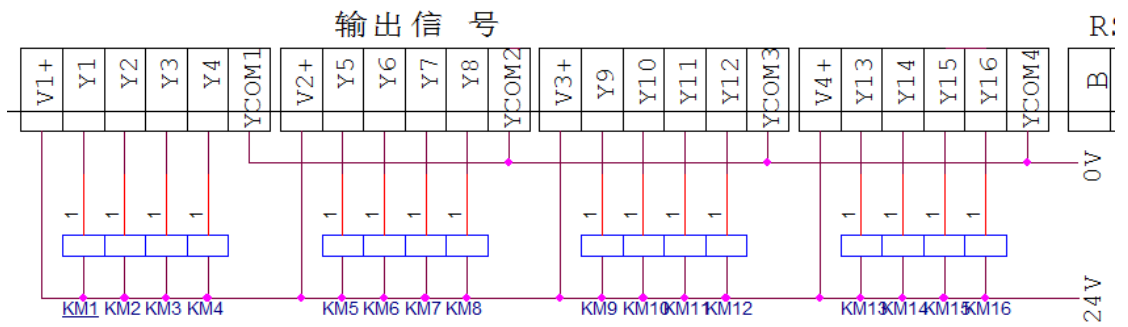 输出信 号
V1+ Y1 Y2 Y3 Y4 YCOM1 V2+ Y5 Y6 Y7 Y8 YCOM2 V3+ Y9 Y10 Y11 Y12 YCOM3 V4+ Y13 Y14 Y15 Y16 YCOM4 B
0V
1 1 1 1 1 1 1 1 1 1 1 1 1 1 1 1
24V
KM1 KM2 KM3 KM4 KM5 KM6 KM7 KM8 KM9 KM10 KM11 KM12 KM13 KM14 KM15 KM16